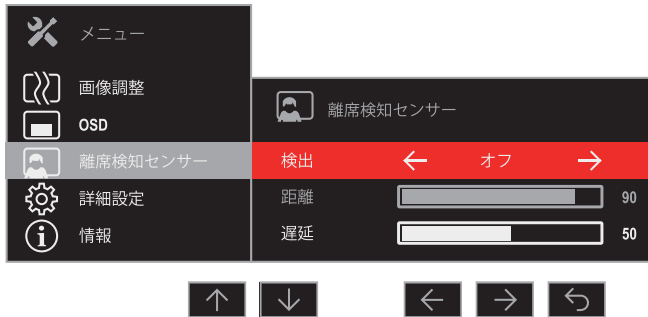 メニュー
画像調整
OSD
離席検知センサー
詳細設定
情報
離席検知センサー
検出 オフ
距離 90
遅延 50